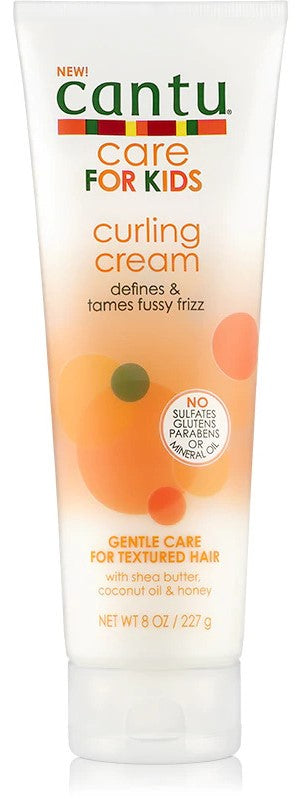 NEW!
cantu®
care
FOR KIDS
curling
cream
defines &
tames fussy frizz
NO
SULFATES
GLUTENS
PARABENS
OR
MINERAL OIL
GENTLE CARE
FOR TEXTURED HAIR
with shea butter,
coconut oil & honey
NET WT 8 OZ / 227 g